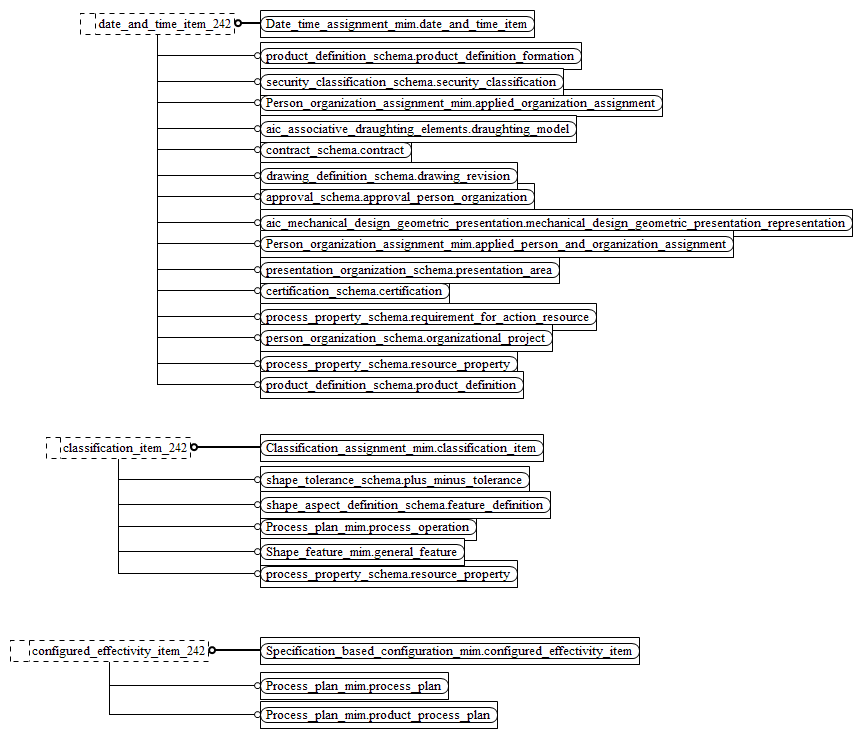 date_and_time_item_242
Date_time_assignment_mim.date_and_time_item
product_definition_schema.product_definition_formation
security_classification_schema.security_classification
Person_organization_assignment_mim.applied_organization_assignment
aic_associative_draughting_elements.draughting_model
contract_schema.contract
drawing_definition_schema.drawing_revision
approval_schema.approval_person_organization
aic_mechanical_design_geometric_presentation.mechanical_design_geometric_presentation_representation
Person_organization_assignment_mim.applied_person_and_organization_assignment
presentation_organization_schema.presentation_area
certification_schema.certification
process_property_schema.requirement_for_action_resource
person_organization_schema.organizational_project
process_property_schema.resource_property
product_definition_schema.product_definition
classification_item_242
Classification_assignment_mim.classification_item
shape_tolerance_schema.plus_minus_tolerance
shape_aspect_definition_schema.feature_definition
Process_plan_mim.process_operation
Shape_feature_mim.general_feature
process_property_schema.resource_property
configured_effectivity_item_242
Specification_based_configuration_mim.configured_effectivity_item
Process_plan_mim.process_plan
Process_plan_mim.product_process_plan